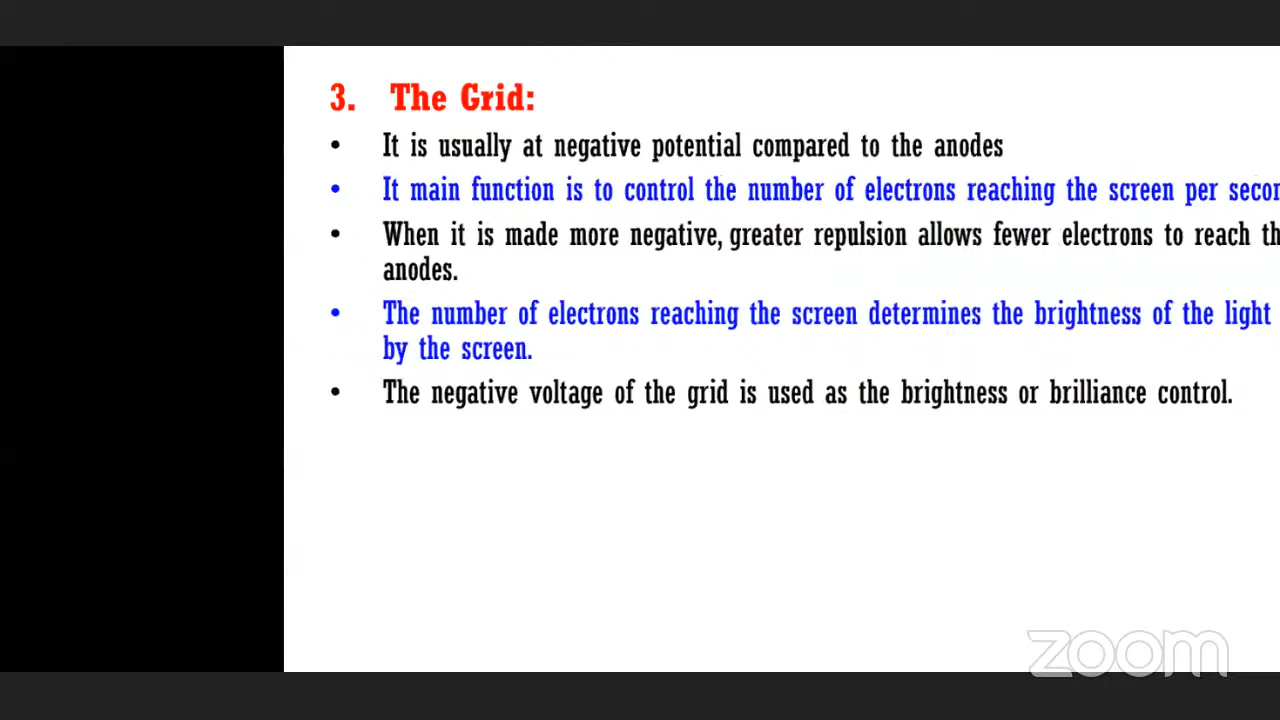 3. The Grid:
• It is usually at negative potential compared to the anodes
• It main function is to control the number of electrons reaching the screen per
• When it is made more negative, greater repulsion allows fewer electrons to reach
anodes.
• The number of electrons reaching the screen determines the brightness of the light
by the screen.
• The negative voltage of the grid is used as the brightness or brilliance control.
zoom